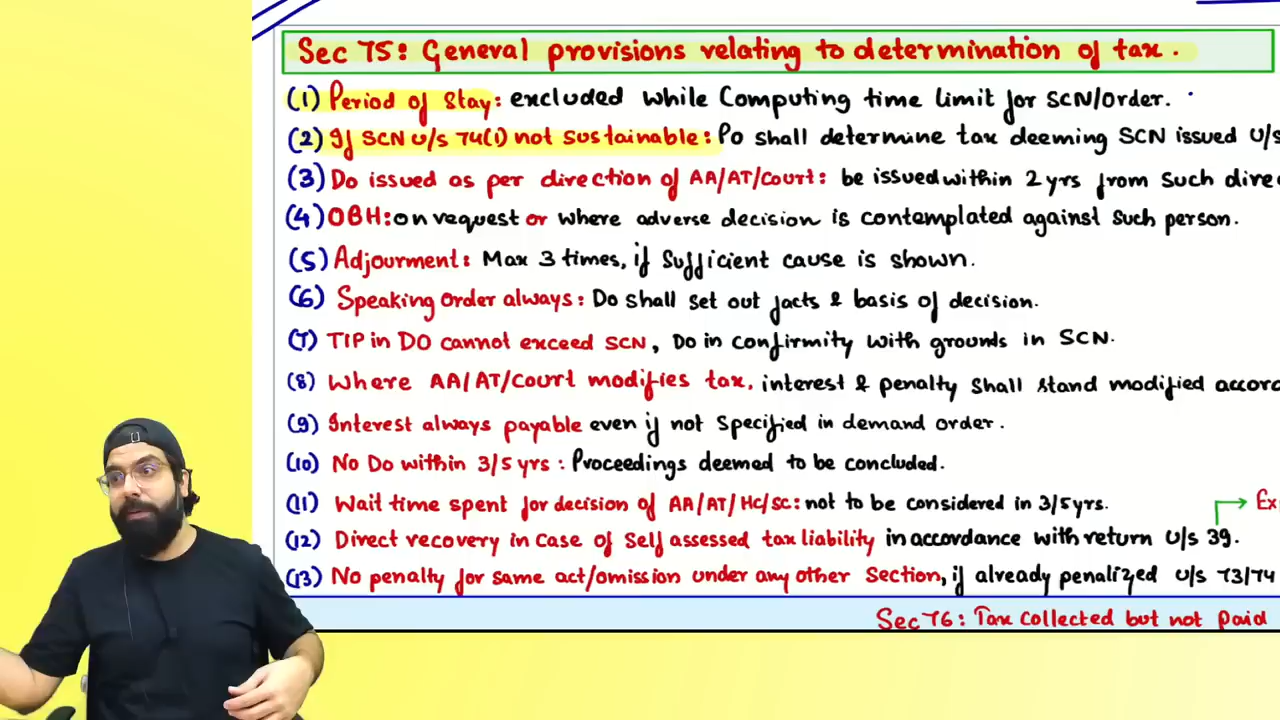 Sec 75: General provisions relating to determination of tax.
(1) Period of Stay: excluded while Computing time limit for SCN/Order.
(2) If SCN U/s 74(1) not sustainable: PO shall determine tax deeming SCN issued U/s
(3) Do issued as per direction of AA/AT/Court: be issued within 2 yrs from such direc
(4) OBH: on request or where adverse decision is contemplated against such person.
(5) Adjourment: Max 3 times, if sufficient cause is shown.
(6) Speaking Order always: Do shall set out facts & basis of decision.
(7) TIP in DO cannot exceed SCN, Do in confirmity with grounds in SCN.
(8) Where AA/AT/Court modifies tax, interest & penalty shall stand modified accord
(9) Interest always payable even if not specified in demand order.
(10) No Do within 3/5 yrs: Proceedings deemed to be concluded.
(11) Wait time spent for decision of AA/AT/HC/SC: not to be considered in 3/5 yrs.
Ex
(12) Direct recovery in case of Self assessed tax liability in accordance with return U/s 39.
(13) No penalty for same act/omission under any other Section, if already penalized U/s 73/74
Sec 76: Tax collected but not paid